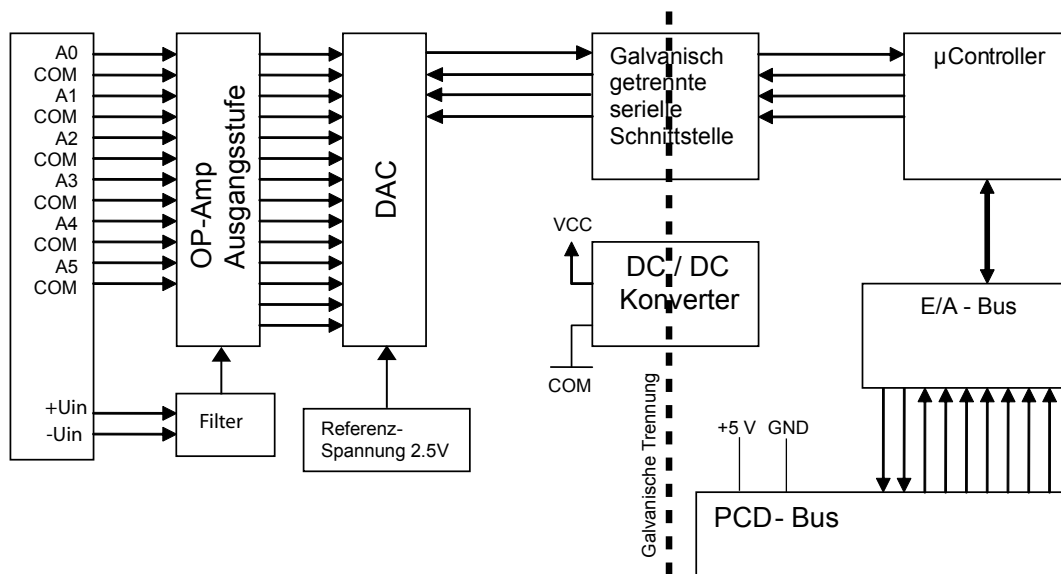 A0
COM
A1
COM
A2
COM
A3
COM
A4
COM
A5
COM
+Uin
-Uin
OP-Amp
Ausgangsstufe
Filter
DAC
Referenz-
Spannung 2.5V
Galvanisch
getrennte
serielle
Schnittstelle
µController
VCC
DC / DC
Konverter
COM
Galvanische Trennung
E/A - Bus
+5 V GND
PCD - Bus